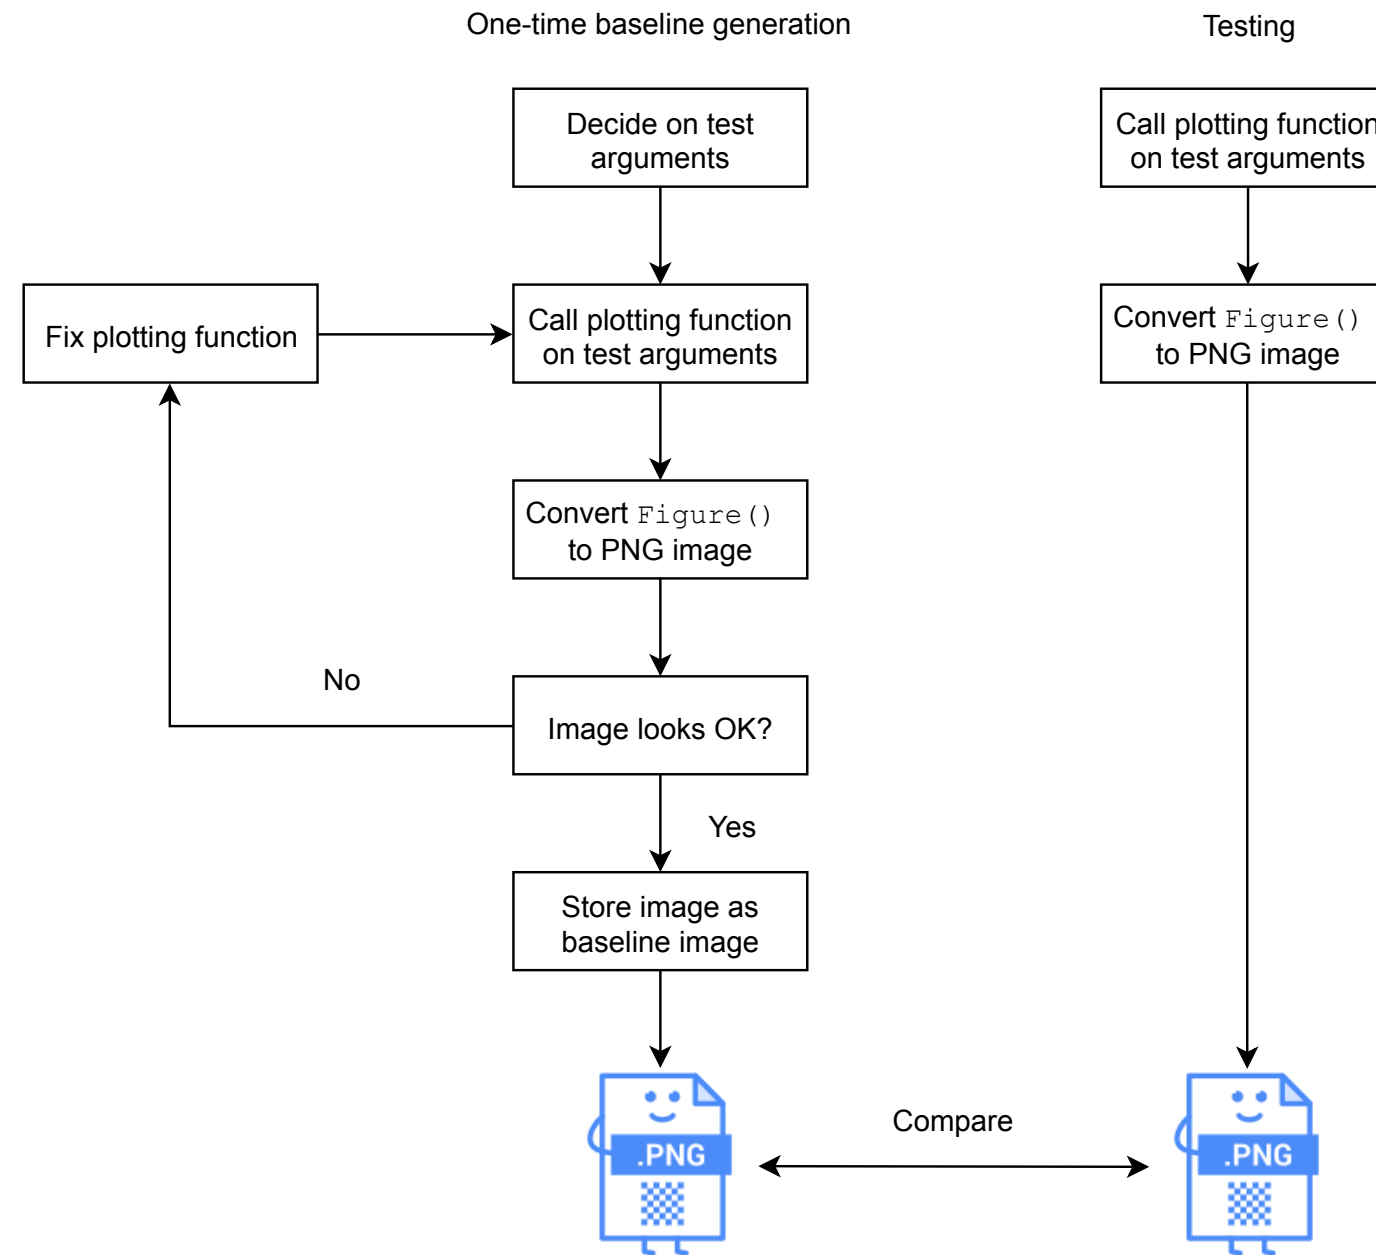 One-time baseline generation
Testing
Decide on test
arguments
Call plotting function
on test arguments
Fix plotting function
Call plotting function
on test arguments
Convert Figure()
to PNG image
Convert Figure()
to PNG image
No
Image looks OK?
Yes
Store image as
baseline image
Compare
.PNG
.PNG